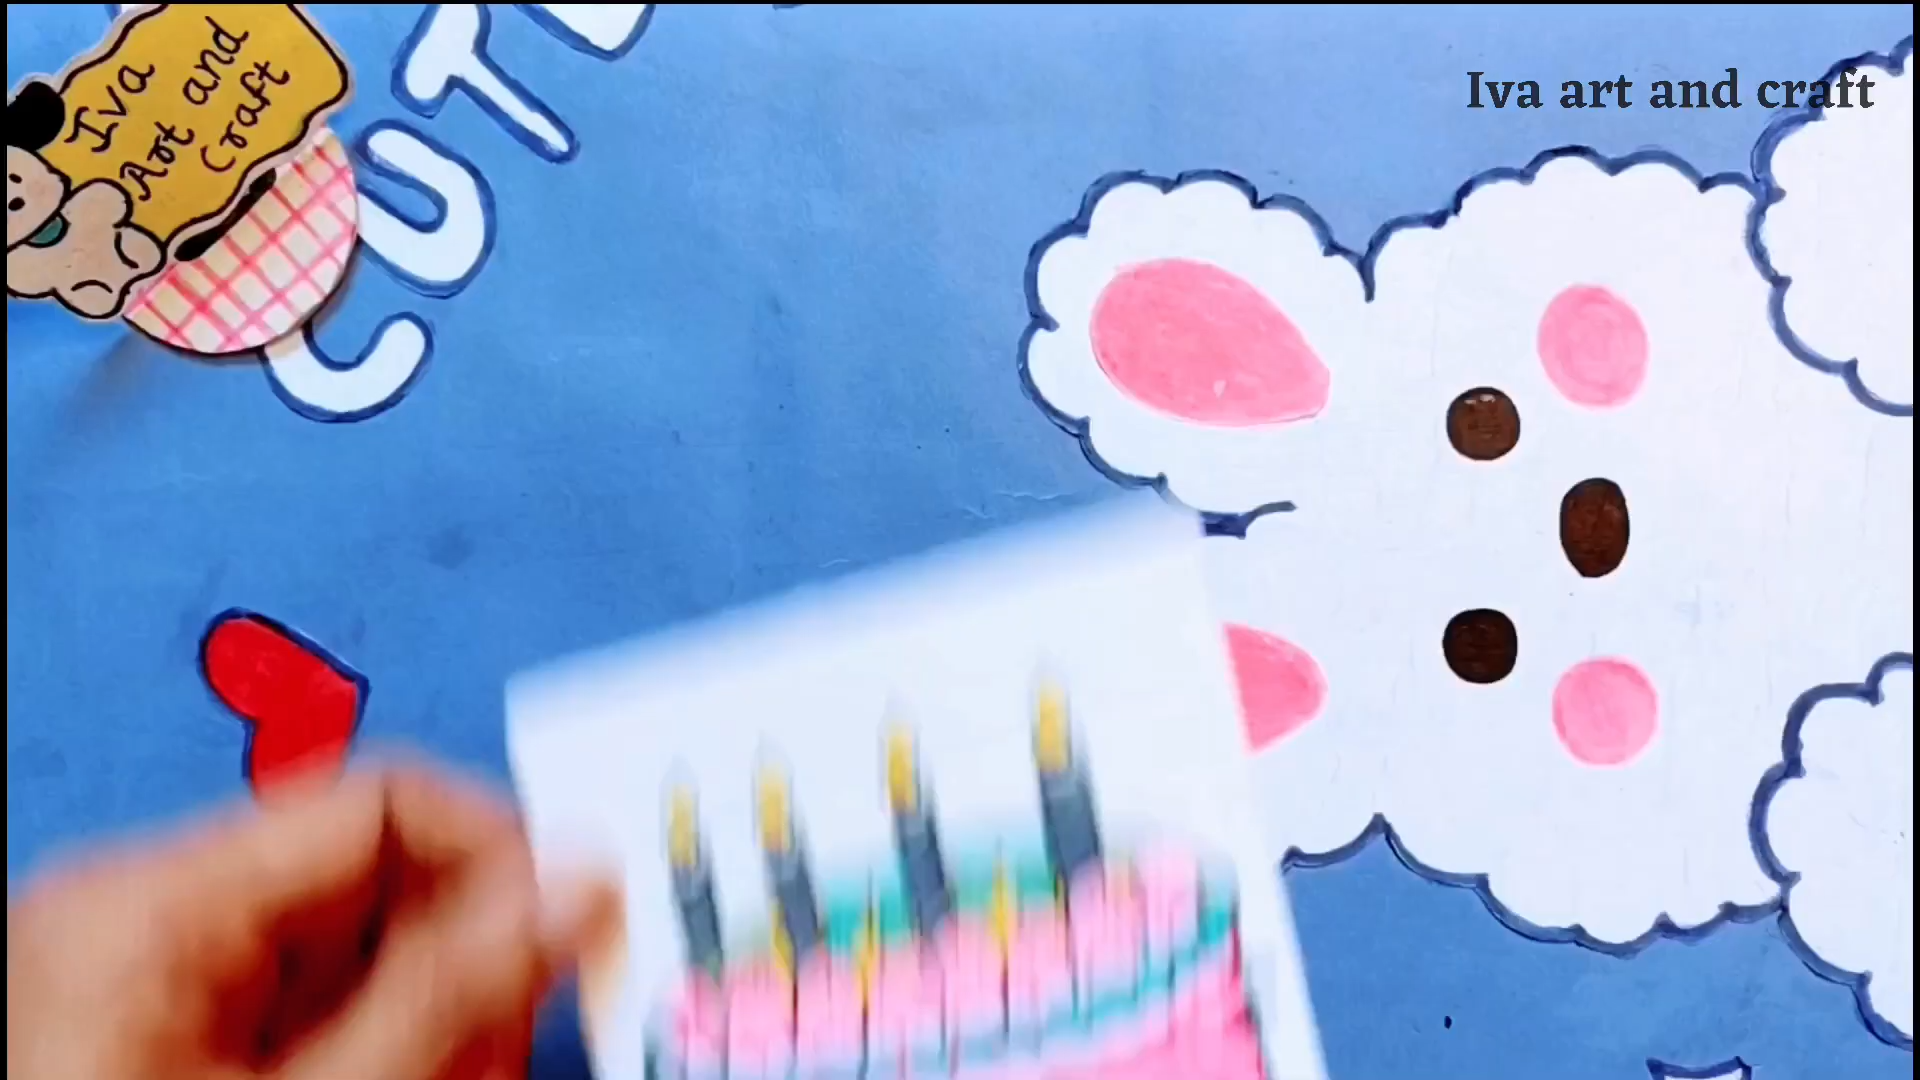 Iva
Art and
Craft
CUT
Iva art and craft